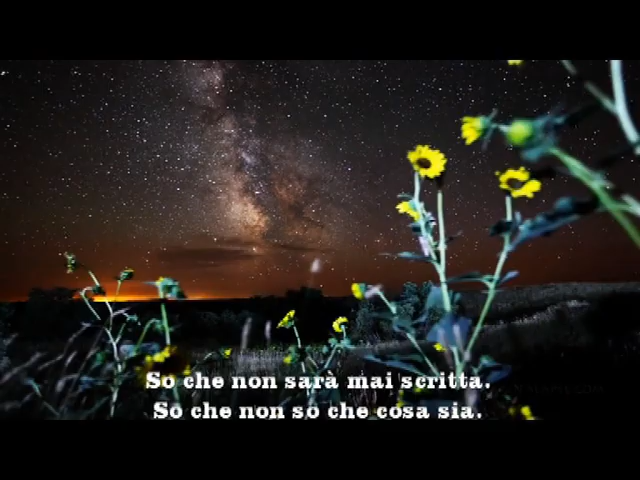 So che non sarà mai scritta.
So che non so che cosa sia.